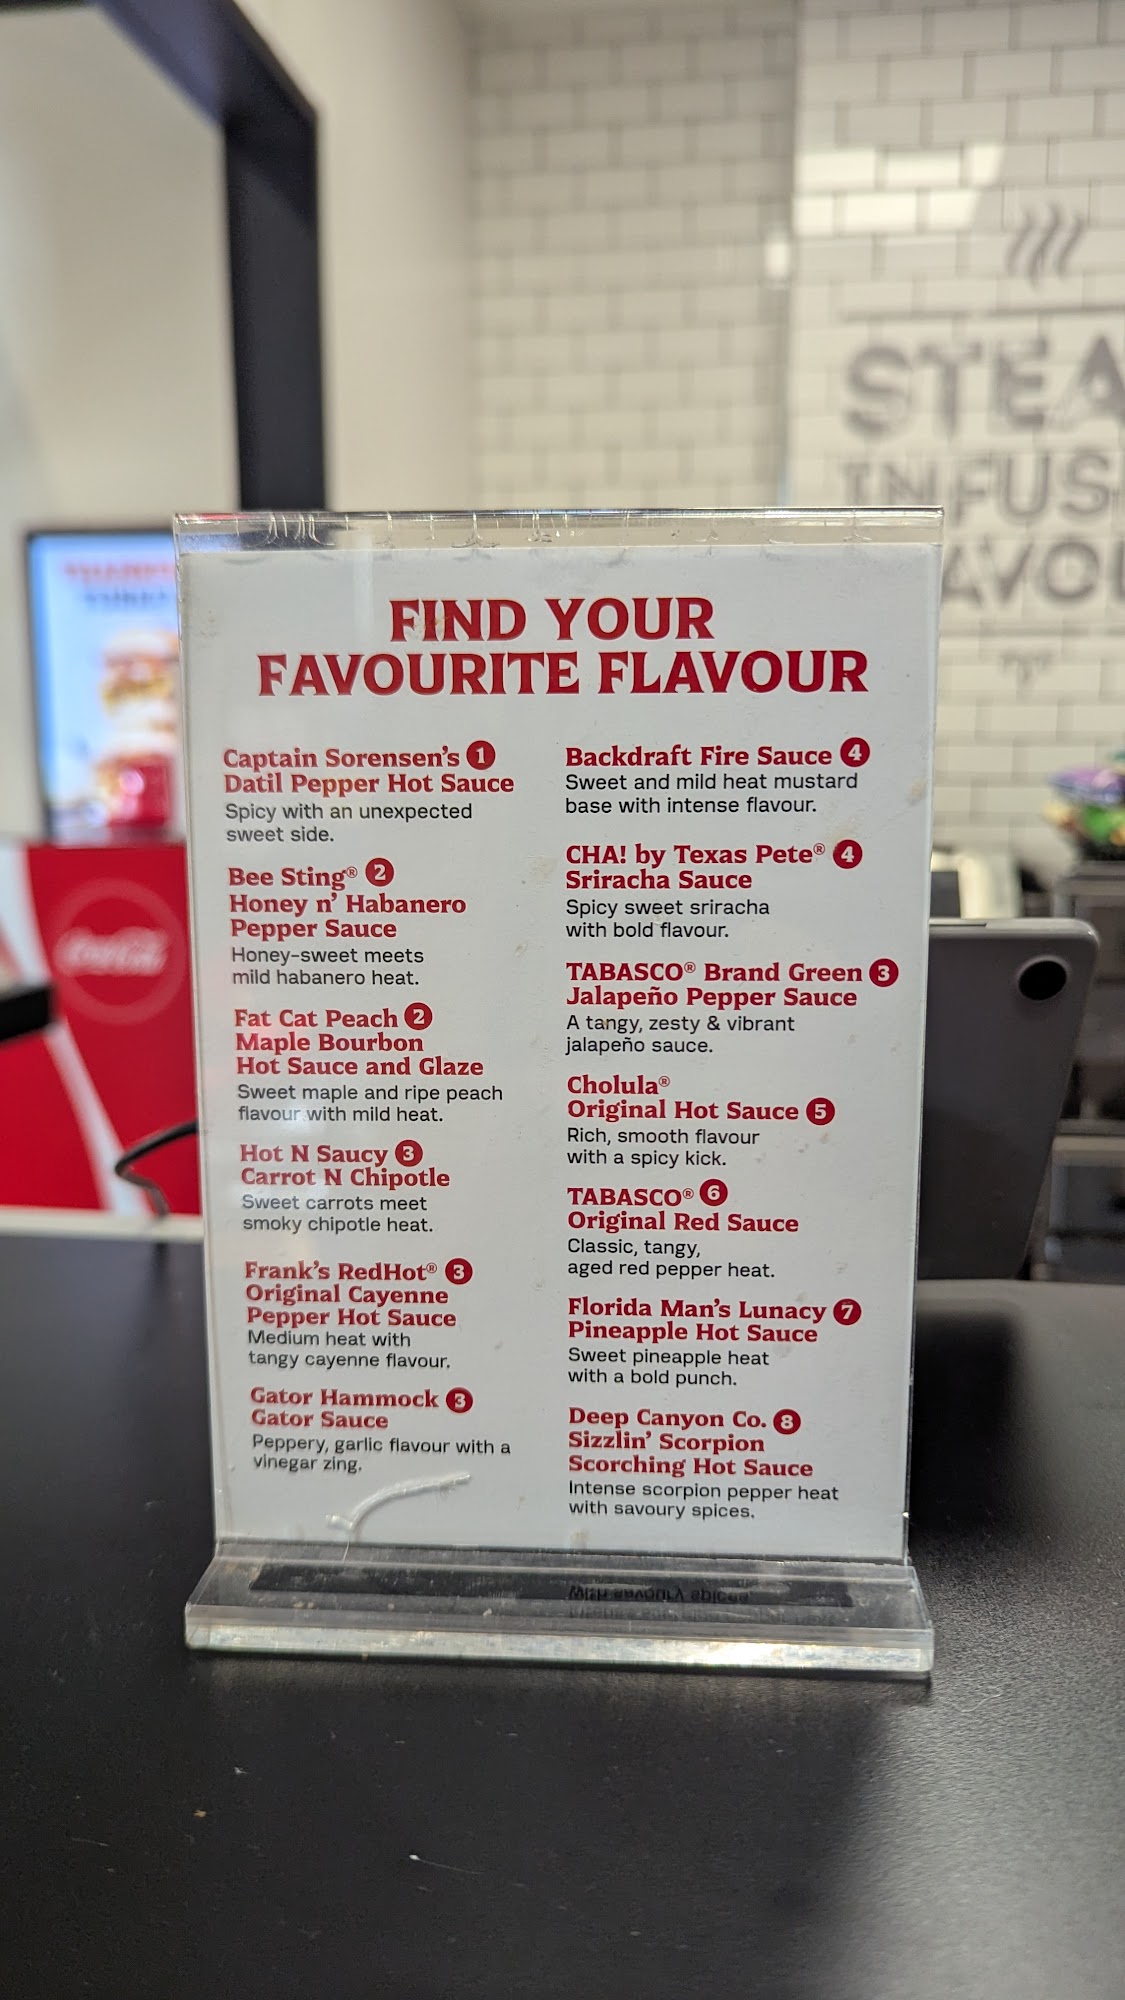 STEA
INFUS
AVOU
Coca-Cola
FIND YOUR
FAVOURITE FLAVOUR
Captain Sorensen's 1
Datil Pepper Hot Sauce
Spicy with an unexpected
sweet side.
Bee Sting® 2
Honey n' Habanero
Pepper Sauce
Honey-sweet meets
mild habanero heat.
Fat Cat Peach 2
Maple Bourbon
Hot Sauce and Glaze
Sweet maple and ripe peach
flavour with mild heat.
Hot N Saucy 3
Carrot N Chipotle
Sweet carrots meet
smoky chipotle heat.
Frank's RedHot® 3
Original Cayenne
Pepper Hot Sauce
Medium heat with
tangy cayenne flavour.
Gator Hammock 3
Gator Sauce
Peppery, garlic flavour with a
vinegar zing.
Backdraft Fire Sauce 4
Sweet and mild heat mustard
base with intense flavour.
CHA! by Texas Pete® 4
Sriracha Sauce
Spicy sweet sriracha
with bold flavour.
TABASCO® Brand Green 3
Jalapeño Pepper Sauce
A tangy, zesty & vibrant
jalapeño sauce.
Cholula®
Original Hot Sauce 5
Rich, smooth flavour
with a spicy kick.
TABASCO® 6
Original Red Sauce
Classic, tangy,
aged red pepper heat.
Florida Man's Lunacy 7
Pineapple Hot Sauce
Sweet pineapple heat
with a bold punch.
Deep Canyon Co. 8
Sizzlin' Scorpion
Scorching Hot Sauce
Intense scorpion pepper heat
with savoury spices.